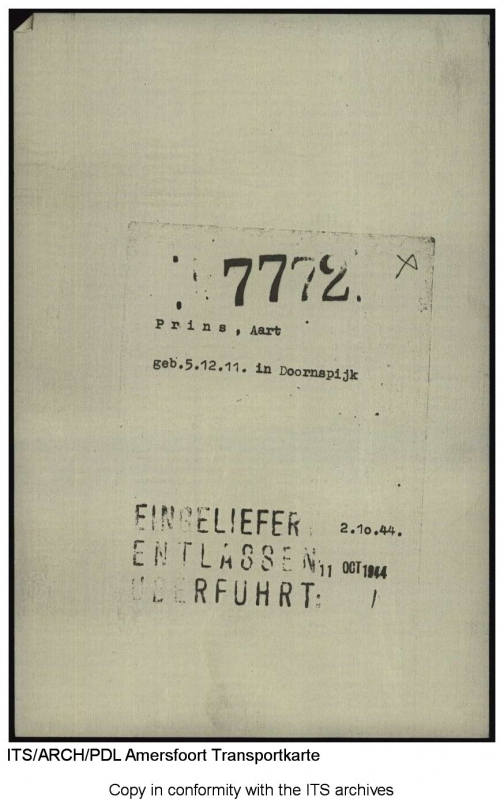 7772.
Prins, Aart
geb.5.12.11. in Doornspijk
EINGELIEFER 2.10.44.
ENTLASSEN 11 OCT 1944
UBERFUHRT: /
ITS/ARCH/PDL Amersfoort Transportkarte
Copy in conformity with the ITS archives